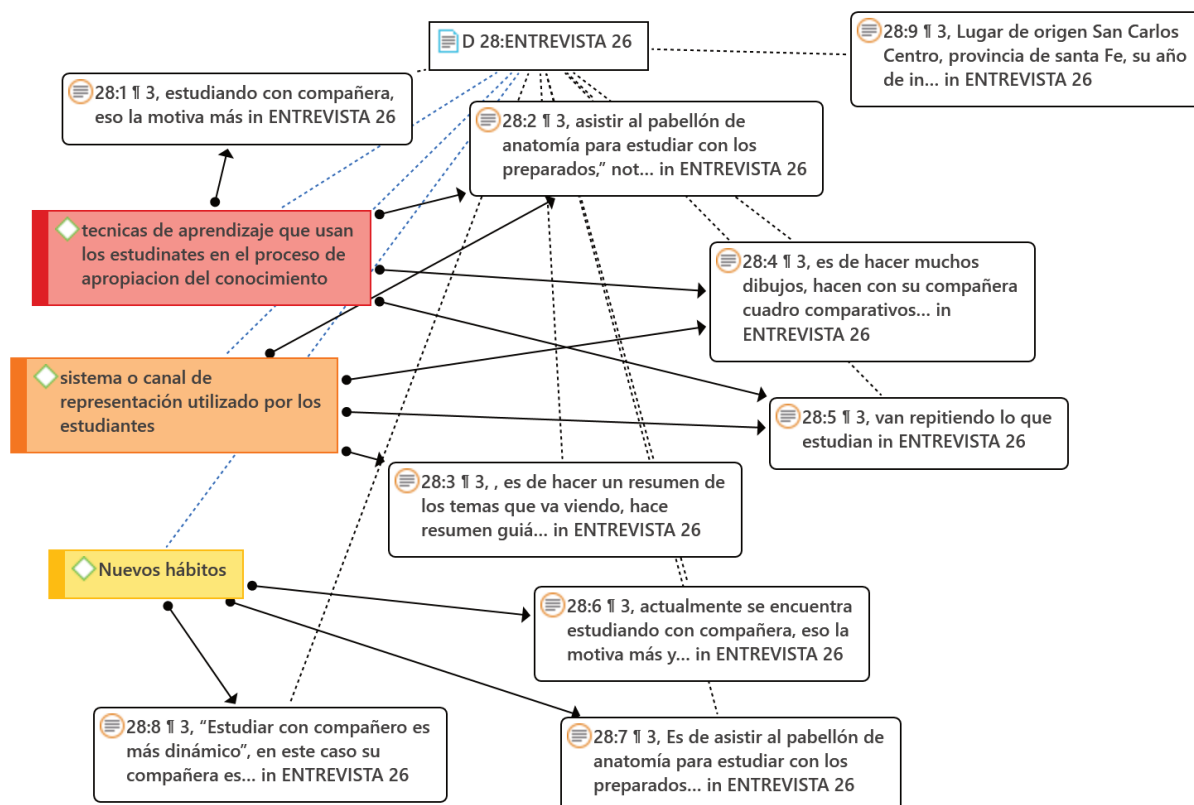 D 28:ENTREVISTA 26
28:9 ¶ 3, Lugar de origen San Carlos
Centro, provincia de santa Fe, su año
de in... in ENTREVISTA 26
28:1 ¶ 3, estudiando con compañera,
eso la motiva más in ENTREVISTA 26
28:2 ¶ 3, asistir al pabellón de
anatomía para estudiar con los
preparados,” not... in ENTREVISTA 26
tecnicas de aprendizaje que usan
los estudinates en el proceso de
apropiacion del conocimiento
28:4 ¶ 3, es de hacer muchos
dibujos, hacen con su compañera
cuadro comparativos... in
ENTREVISTA 26
sistema o canal de
representación utilizado por los
estudiantes
28:5 ¶ 3, van repitiendo lo que
estudian in ENTREVISTA 26
28:3 ¶ 3, , es de hacer un resumen de
los temas que va viendo, hace
resumen guiá... in ENTREVISTA 26
Nuevos hábitos
28:6 ¶ 3, actualmente se encuentra
estudiando con compañera, eso la
motiva más y... in ENTREVISTA 26
28:8 ¶ 3, “Estudiar con compañero es
más dinámico”, en este caso su
compañera es... in ENTREVISTA 26
28:7 ¶ 3, Es de asistir al pabellón de
anatomía para estudiar con los
preparados... in ENTREVISTA 26